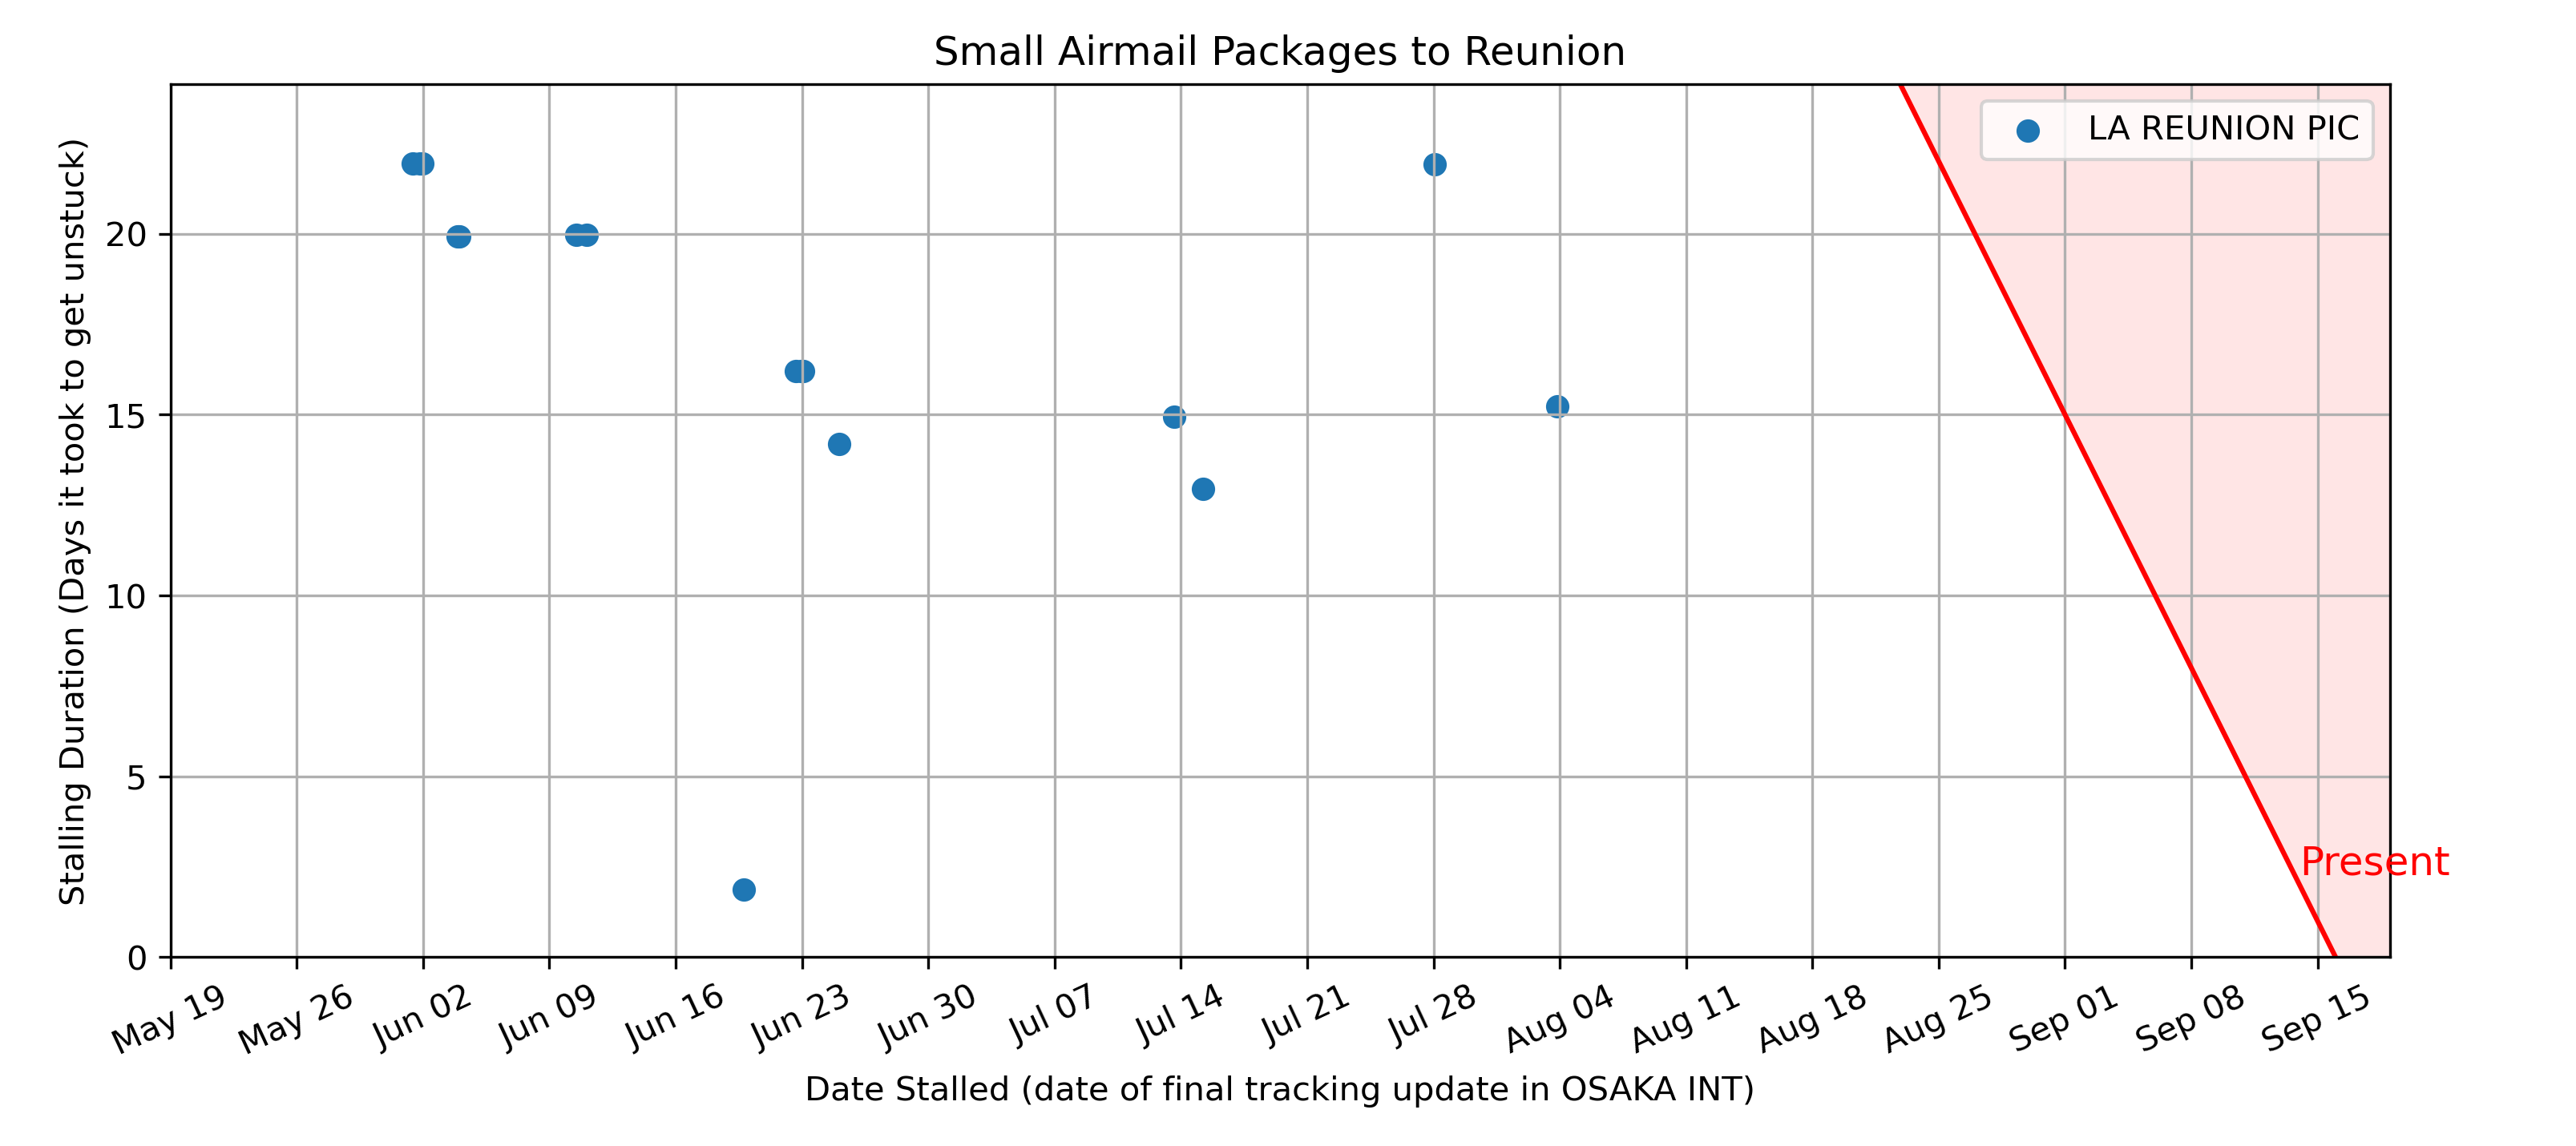 Small Airmail Packages to Reunion
LA REUNION PIC
Stalling Duration (Days it took to get unstuck)
20
15
10
5
0
Present
May 19
May 26
Jun 02
Jun 09
Jun 16
Jun 23
Jun 30
Jul 07
Jul 14
Jul 21
Jul 28
Aug 04
Aug 11
Aug 18
Aug 25
Sep 01
Sep 08
Sep 15
Date Stalled (date of final tracking update in OSAKA INT)